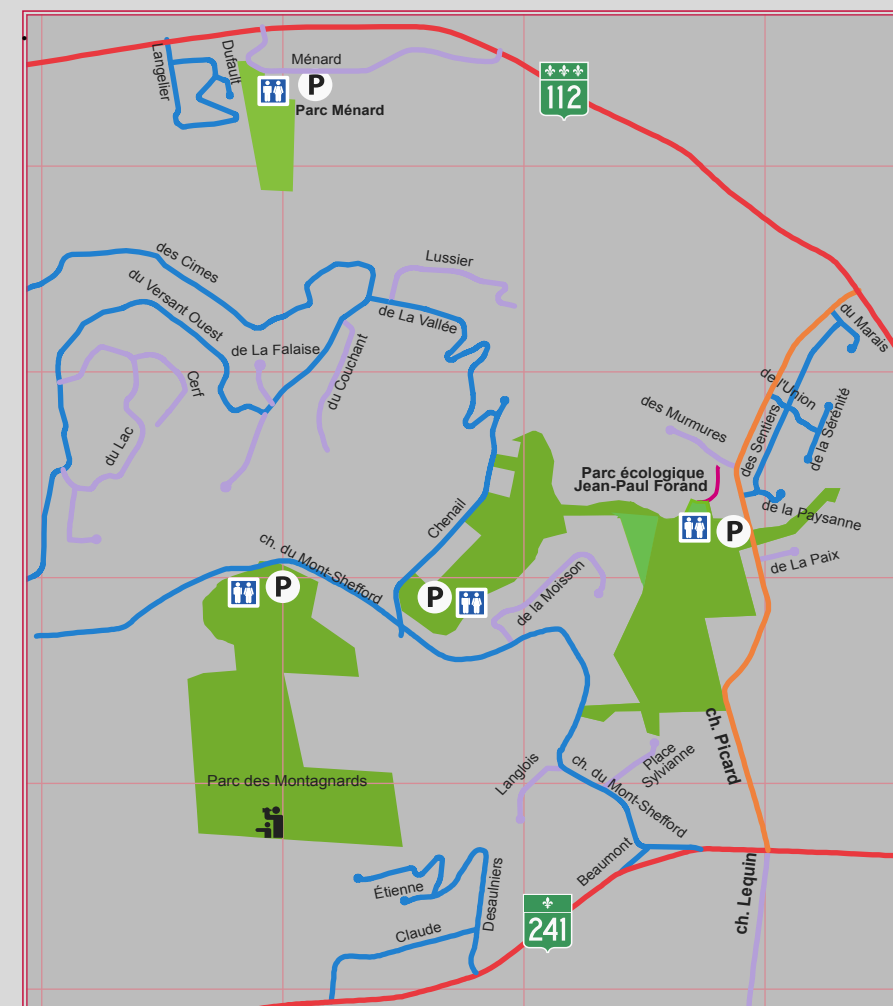 Langelier
Dufault
Ménard
P
Parc Ménard
112
des Cimes
du Versant Ouest
Lussier
de La Vallée
de La Falaise
du Couchant
Cerf
du Lac
du Marais
de l'Union
de la Sérénité
des Sentiers
des Murmures
Parc écologique
Jean-Paul Forand
P
de la Paysanne
de La Paix
Chenail
ch. du Mont-Shefford
P
P
de la Moisson
ch. Picard
Place
Sylvianne
Langlois
ch. du Mont-Shefford
Parc des Montagnards
Beaumont
Étienne
Desaulniers
Claude
241
ch. Lequin